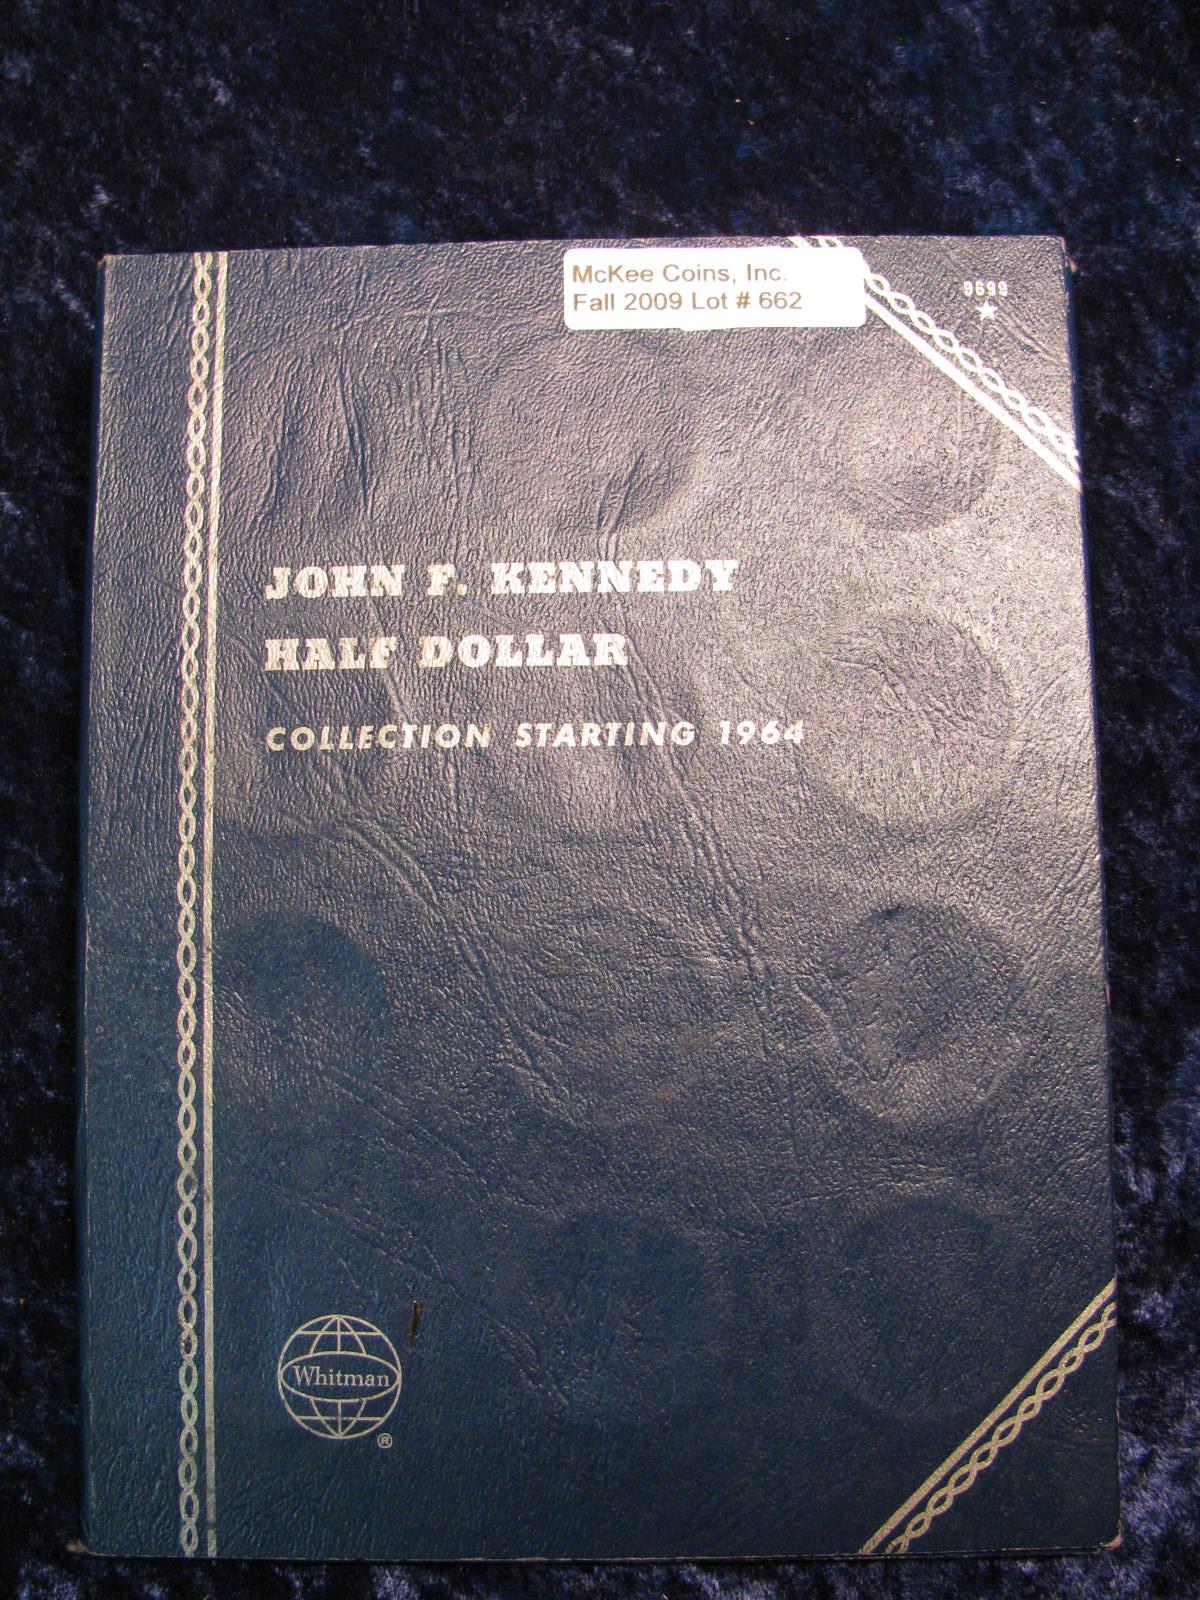 McKee Coins, Inc.
Fall 2009 Lot # 662
9699
JOHN F. KENNEDY
HALF DOLLAR
COLLECTION STARTING 1964
Whitman
®